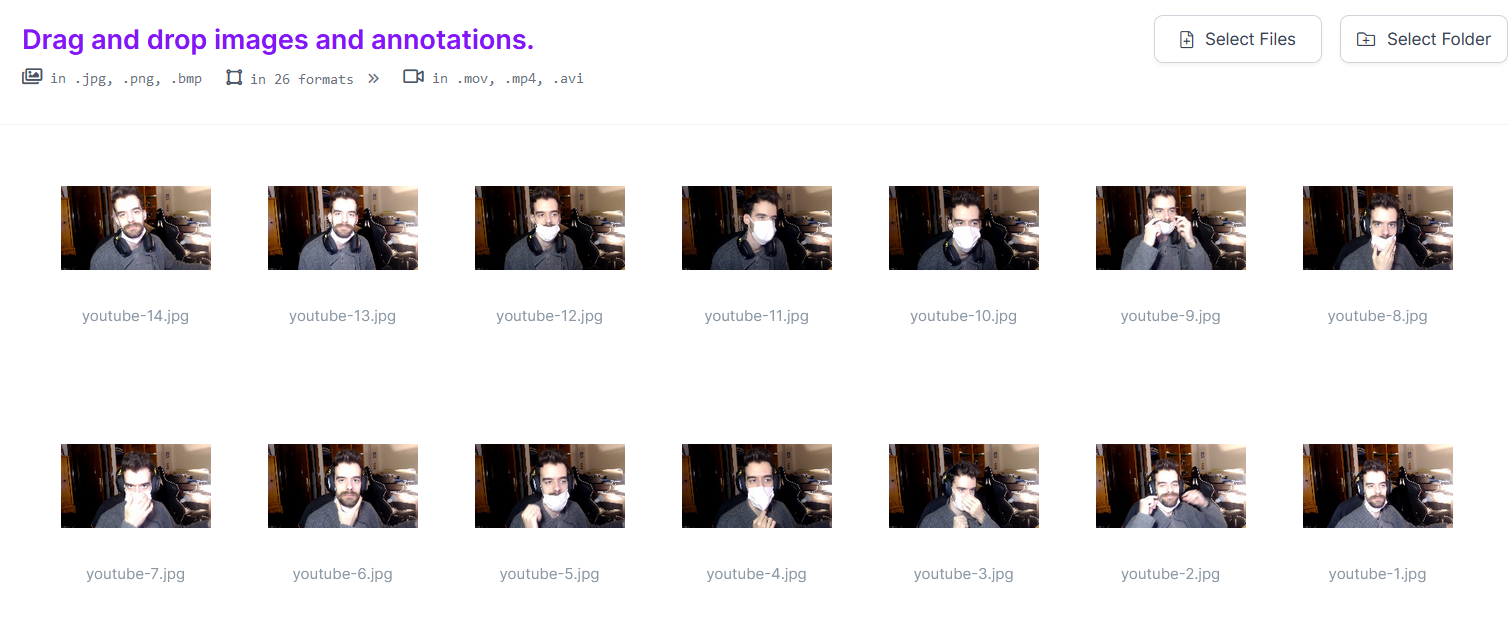 Drag and drop images and annotations.
Select Files
Select Folder
in .jpg, .png, .bmp
in 26 formats »
in .mov, .mp4, .avi
youtube-14.jpg
youtube-13.jpg
youtube-12.jpg
youtube-11.jpg
youtube-10.jpg
youtube-9.jpg
youtube-8.jpg
youtube-7.jpg
youtube-6.jpg
youtube-5.jpg
youtube-4.jpg
youtube-3.jpg
youtube-2.jpg
youtube-1.jpg